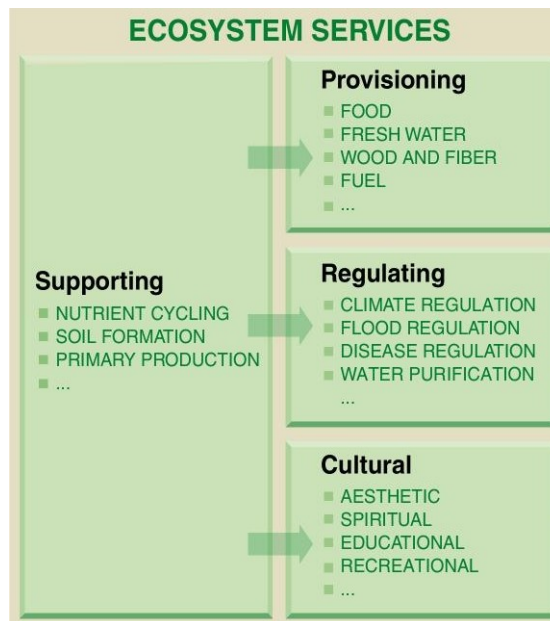 ECOSYSTEM SERVICES
Supporting
NUTRIENT CYCLING
SOIL FORMATION
PRIMARY PRODUCTION
...
Provisioning
FOOD
FRESH WATER
WOOD AND FIBER
FUEL
...
Regulating
CLIMATE REGULATION
FLOOD REGULATION
DISEASE REGULATION
WATER PURIFICATION
...
Cultural
AESTHETIC
SPIRITUAL
EDUCATIONAL
RECREATIONAL
...